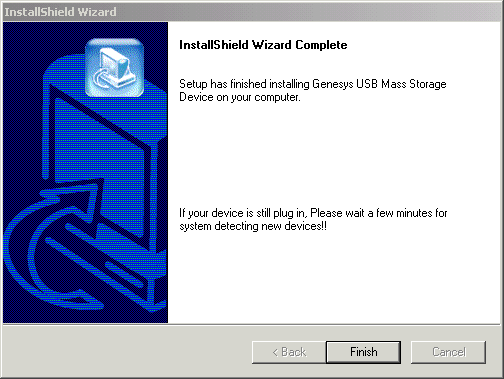 InstallShield Wizard
InstallShield Wizard Complete
Setup has finished installing Genesys USB Mass Storage
Device on your computer.
If your device is still plug in, Please wait a few minutes for
system detecting new devices!!
< Back
Finish
Cancel